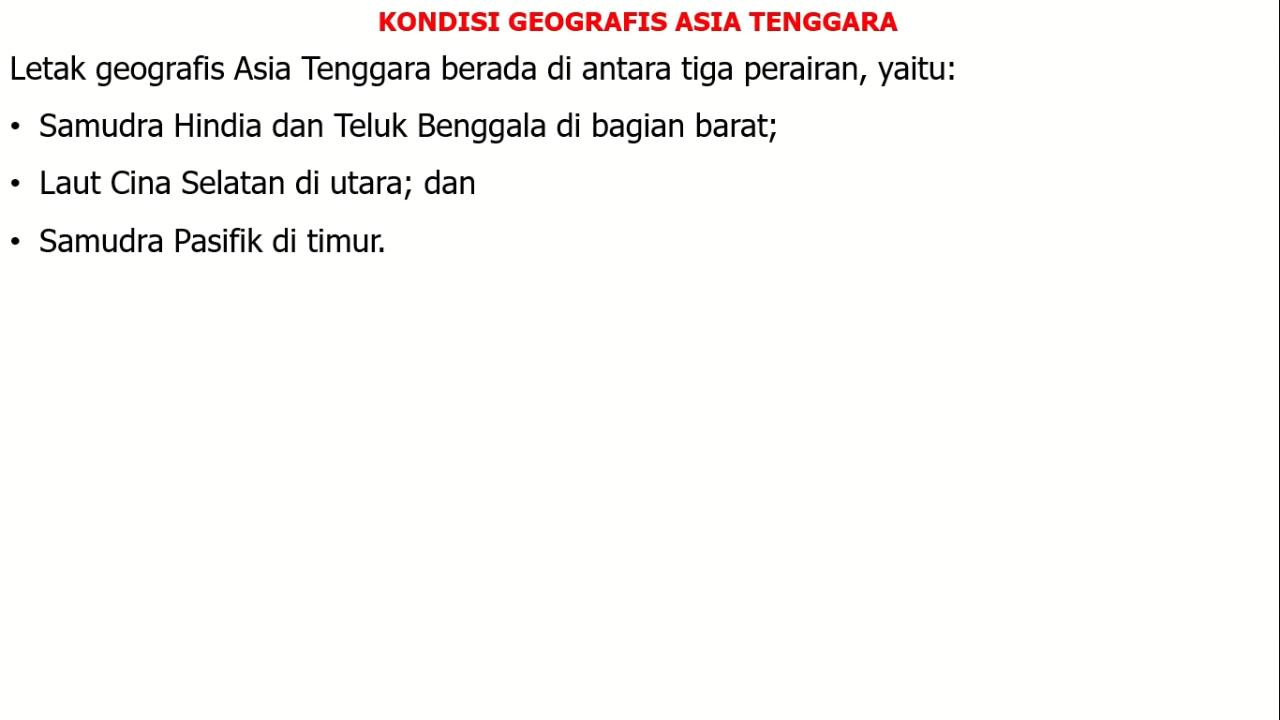 KONDISI GEOGRAFIS ASIA TENGGARA
Letak geografis Asia Tenggara berada di antara tiga perairan, yaitu:
• Samudra Hindia dan Teluk Benggala di bagian barat;
• Laut Cina Selatan di utara; dan
• Samudra Pasifik di timur.